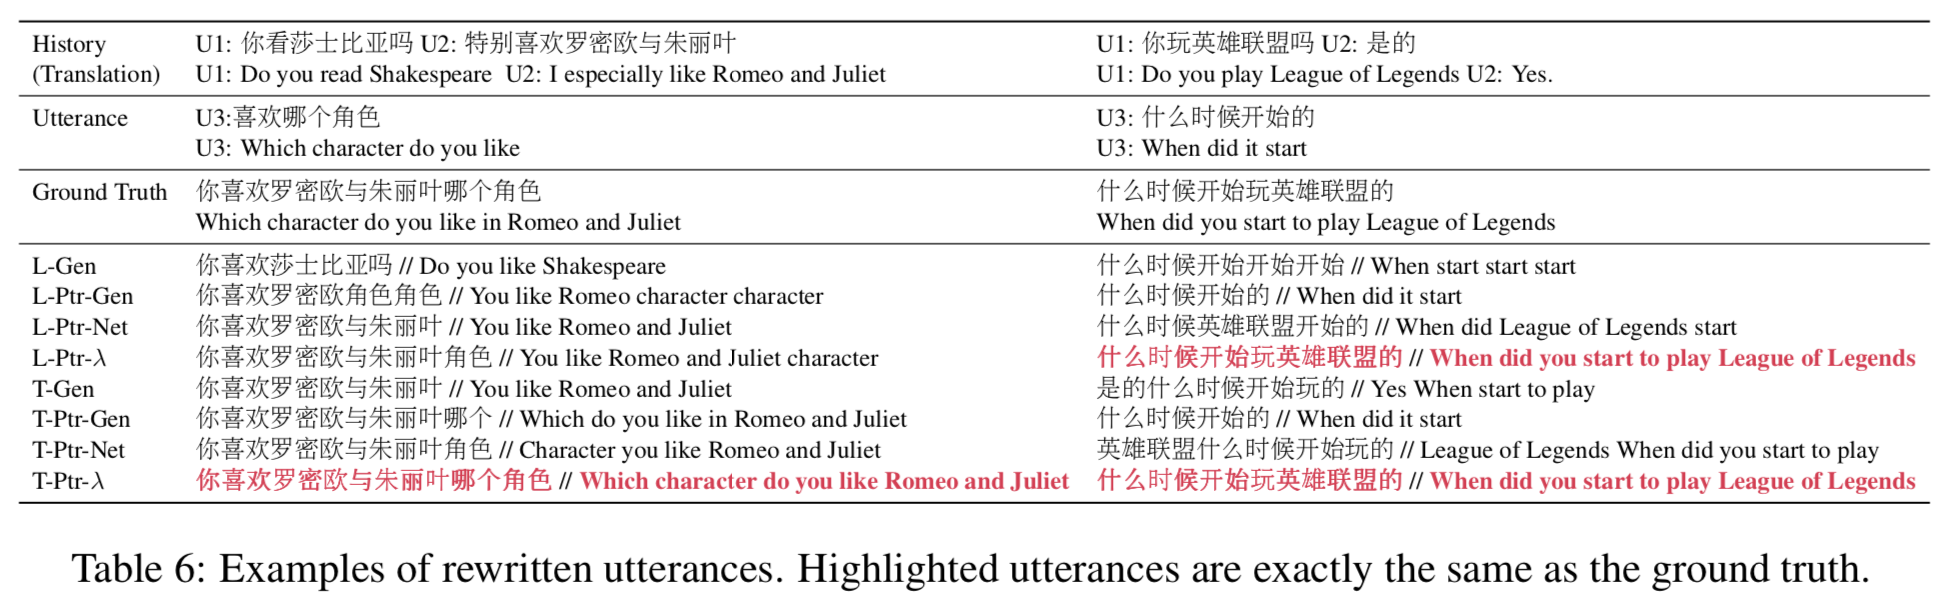 History U1: 你看莎士比亚吗 U2: 特别喜欢罗密欧与朱丽叶 U1: 你玩英雄联盟吗 U2: 是的
(Translation) U1: Do you read Shakespeare U2: I especially like Romeo and Juliet U1: Do you play League of Legends U2: Yes.
Utterance U3:喜欢哪个角色 U3: 什么时候开始的
U3: Which character do you like U3: When did it start
Ground Truth 你喜欢罗密欧与朱丽叶哪个角色 什么时候开始玩英雄联盟的
Which character do you like in Romeo and Juliet When did you start to play League of Legends
L-Gen 你喜欢莎士比亚吗 // Do you like Shakespeare 什么时候开始开始开始 // When start start start
L-Ptr-Gen 你喜欢罗密欧角色角色 // You like Romeo character character 什么时候开始的 // When did it start
L-Ptr-Net 你喜欢罗密欧与朱丽叶 // You like Romeo and Juliet 什么时候英雄联盟开始的 // When did League of Legends start
L-Ptr-λ 你喜欢罗密欧与朱丽叶角色 // You like Romeo and Juliet character 什么时候开始玩英雄联盟的 // When did you start to play League of Legends
T-Gen 你喜欢罗密欧与朱丽叶 // You like Romeo and Juliet 是的什么时候开始玩的 // Yes When start to play
T-Ptr-Gen 你喜欢罗密欧与朱丽叶哪个 // Which do you like in Romeo and Juliet 什么时候开始的 // When did it start
T-Ptr-Net 你喜欢罗密欧与朱丽叶角色 // Character you like Romeo and Juliet 英雄联盟什么时候开始玩的 // League of Legends When did you start to play
T-Ptr-λ 你喜欢罗密欧与朱丽叶哪个角色 // Which character do you like Romeo and Juliet 什么时候开始玩英雄联盟的 // When did you start to play League of Legends
Table 6: Examples of rewritten utterances. Highlighted utterances are exactly the same as the ground truth.